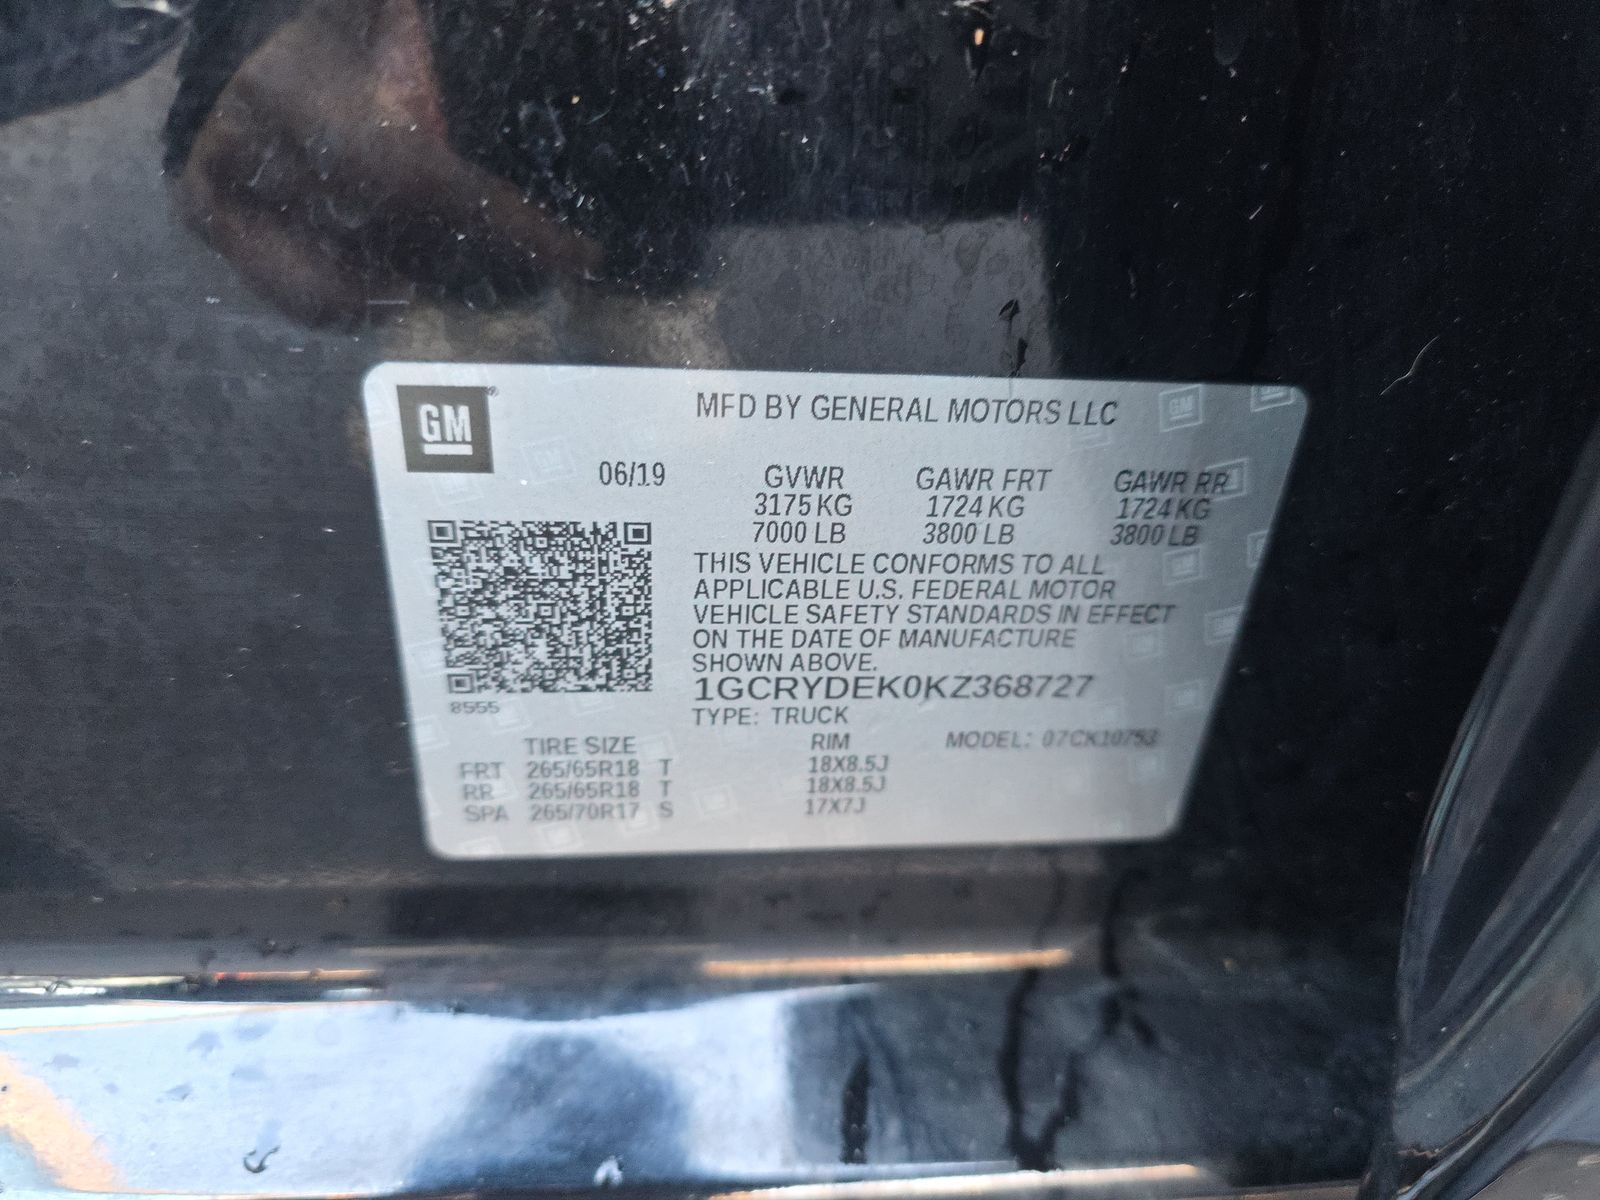 GM
MFD BY GENERAL MOTORS LLC
06/19 GVWR GAWR FRT GAWR RR
3175 KG 1724 KG 1724 KG
7000 LB 3800 LB 3800 LB
THIS VEHICLE CONFORMS TO ALL
APPLICABLE U.S. FEDERAL MOTOR
VEHICLE SAFETY STANDARDS IN EFFECT
ON THE DATE OF MANUFACTURE
SHOWN ABOVE.
1GCRYDEK0KZ368727
8555
TYPE: TRUCK
TIRE SIZE RIM MODEL: 07CK10753
FRT 265/65R18 T 18X8.5J
RR 265/65R18 T 18X8.5J
SPA 265/70R17 S 17X7J